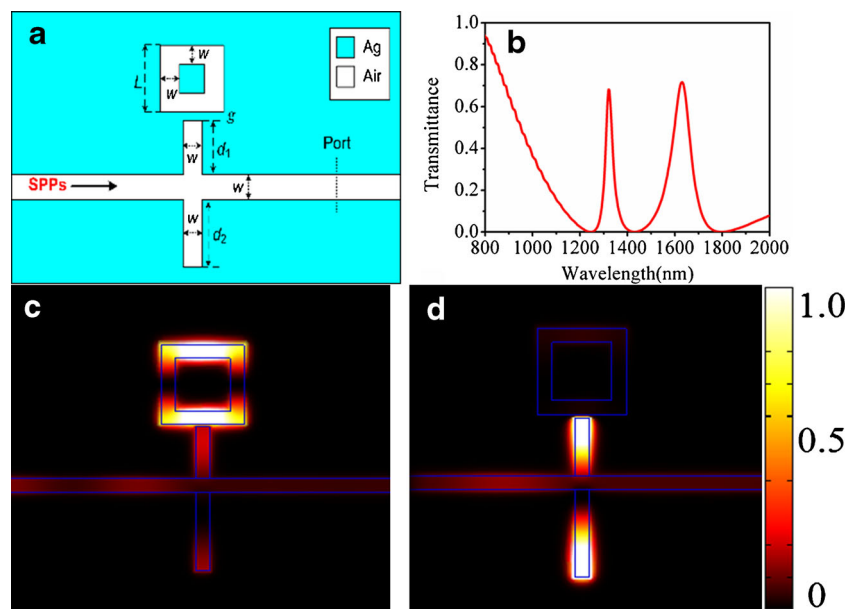 a
w
L
w
g
w
d1
Port
SPPs
w
w
d2
Ag
Air
b
Transmittance
1.0
0.8
0.6
0.4
0.2
0.0
800 1000 1200 1400 1600 1800 2000
Wavelength(nm)
c
d
1.0
0.5
0